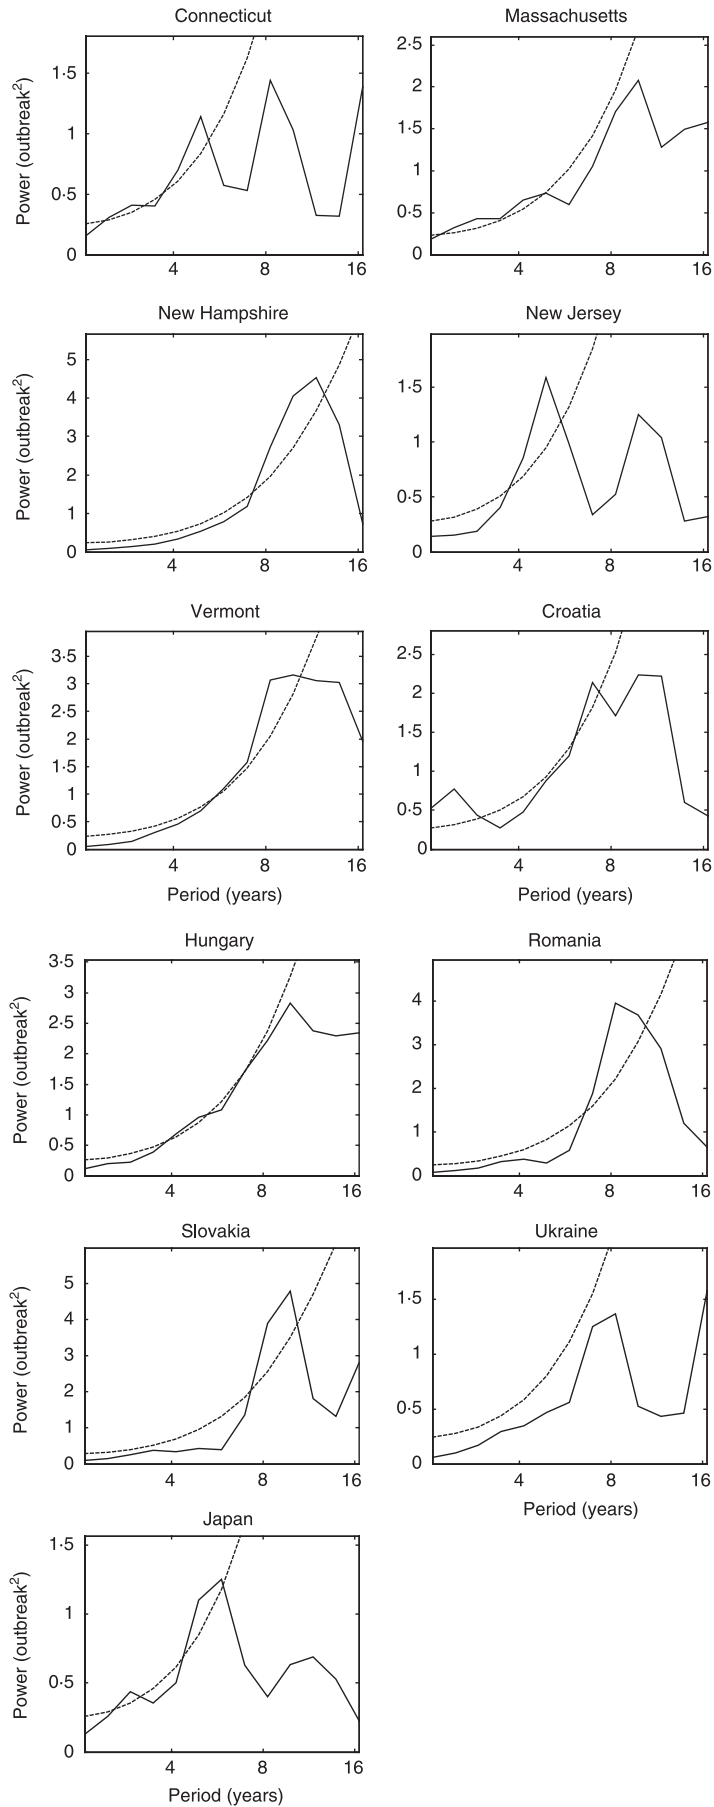 Connecticut
Power (outbreak²)
1·5
1
0·5
0
4 8 16
Massachusetts
2·5
2
1·5
1
0·5
0
4 8 16
New Hampshire
Power (outbreak²)
5
4
3
2
1
0
4 8 16
New Jersey
1·5
1
0·5
0
4 8 16
Vermont
Power (outbreak²)
3·5
3
2·5
2
1·5
1
0·5
0
4 8 16
Period (years)
Croatia
2·5
2
1·5
1
0·5
0
4 8 16
Period (years)
Hungary
Power (outbreak²)
3·5
3
2·5
2
1·5
1
0·5
0
4 8 16
Romania
4
3
2
1
0
4 8 16
Slovakia
Power (outbreak²)
5
4
3
2
1
0
4 8 16
Ukraine
1·5
1
0·5
0
4 8 16
Period (years)
Japan
Power (outbreak²)
1·5
1
0·5
0
4 8 16
Period (years)